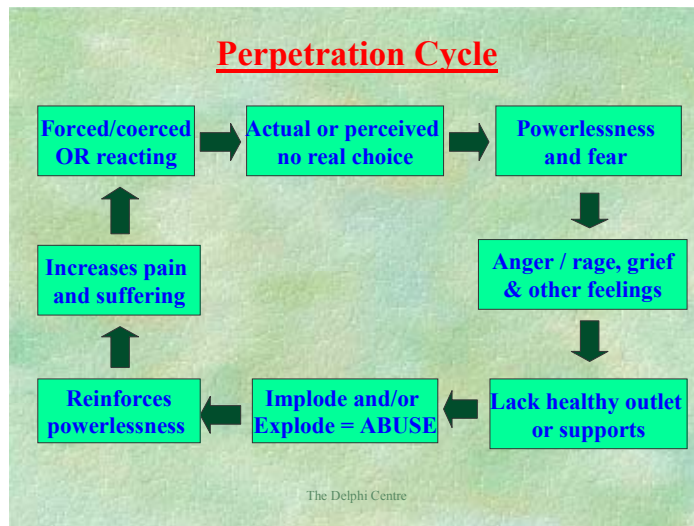 Perpetration Cycle
Forced/coerced
OR reacting
Actual or perceived
no real choice
Powerlessness
and fear
Anger / rage, grief
& other feelings
Lack healthy outlet
or supports
Implode and/or
Explode = ABUSE
Reinforces
powerlessness
Increases pain
and suffering
The Delphi Centre